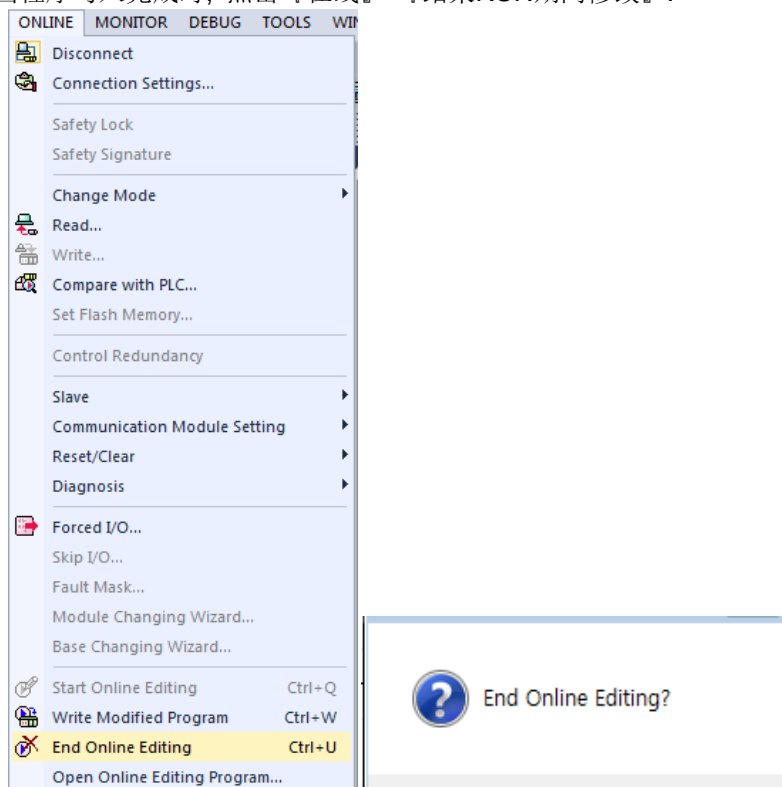 ONLINE MONITOR DEBUG TOOLS
Disconnect
Connection Settings...
Safety Lock
Safety Signature
Change Mode
Read...
Write...
Compare with PLC...
Set Flash Memory...
Control Redundancy
Slave
Communication Module Setting
Reset/Clear
Diagnosis
Forced I/O...
Skip I/O...
Fault Mask...
Module Changing Wizard...
Base Changing Wizard...
Start Online Editing Ctrl+Q
Write Modified Program Ctrl+W
End Online Editing Ctrl+U
Open Online Editing Program...
End Online Editing?